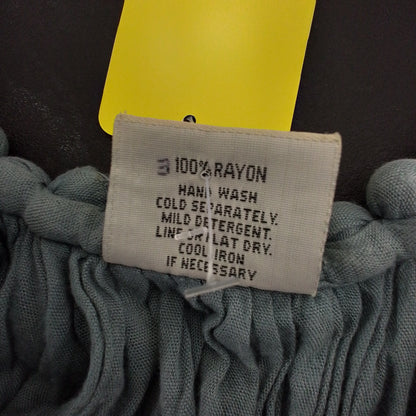 100% RAYON
HAND WASH
COLD SEPARATELY.
MILD DETERGENT.
LINE OR FLAT DRY.
COOL IRON
IF NECESSARY